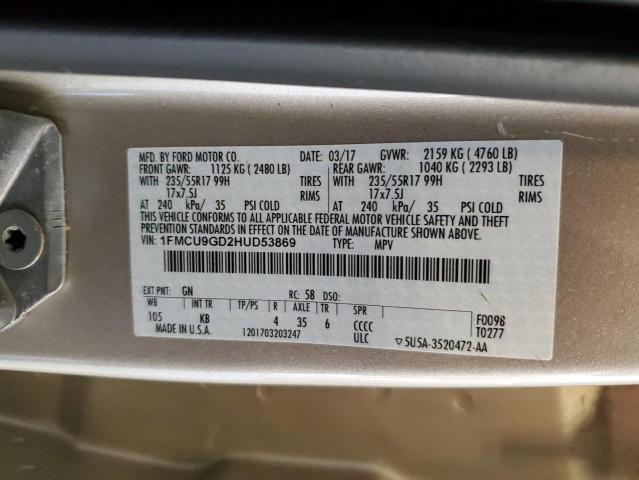 MFD. BY FORD MOTOR CO. DATE: 03/17 GVWR: 2159 KG ( 4760 LB)
FRONT GAWR: 1125 KG ( 2480 LB) REAR GAWR: 1040 KG ( 2293 LB)
WITH 235/55R17 99H TIRES WITH 235/55R17 99H TIRES
17x7.5J RIMS 17x7.5J RIMS
AT 240 kPa/ 35 PSI COLD AT 240 kPa/ 35 PSI COLD
THIS VEHICLE CONFORMS TO ALL APPLICABLE FEDERAL MOTOR VEHICLE SAFETY AND THEFT
PREVENTION STANDARDS IN EFFECT ON THE DATE OF MANUFACTURE SHOWN ABOVE.
VIN: 1FMCU9GD2HUD53869 TYPE: MPV
EXT PNT: GN RC: 58 DSO:
WB INT TR TP/PS R AXLE TR SPR
105 KB 4 35 6 CCCC F0098
MADE IN U.S.A. 1201703203247 ULC T0277
▽5U5A-3520472-AA